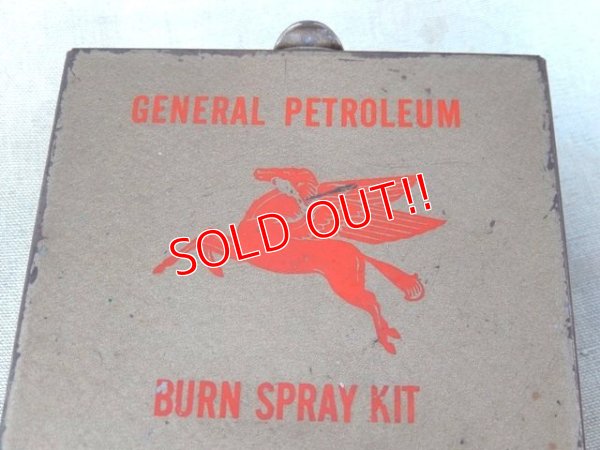 GENERAL PETROLEUM
SOLD OUT!!
BURN SPRAY KIT